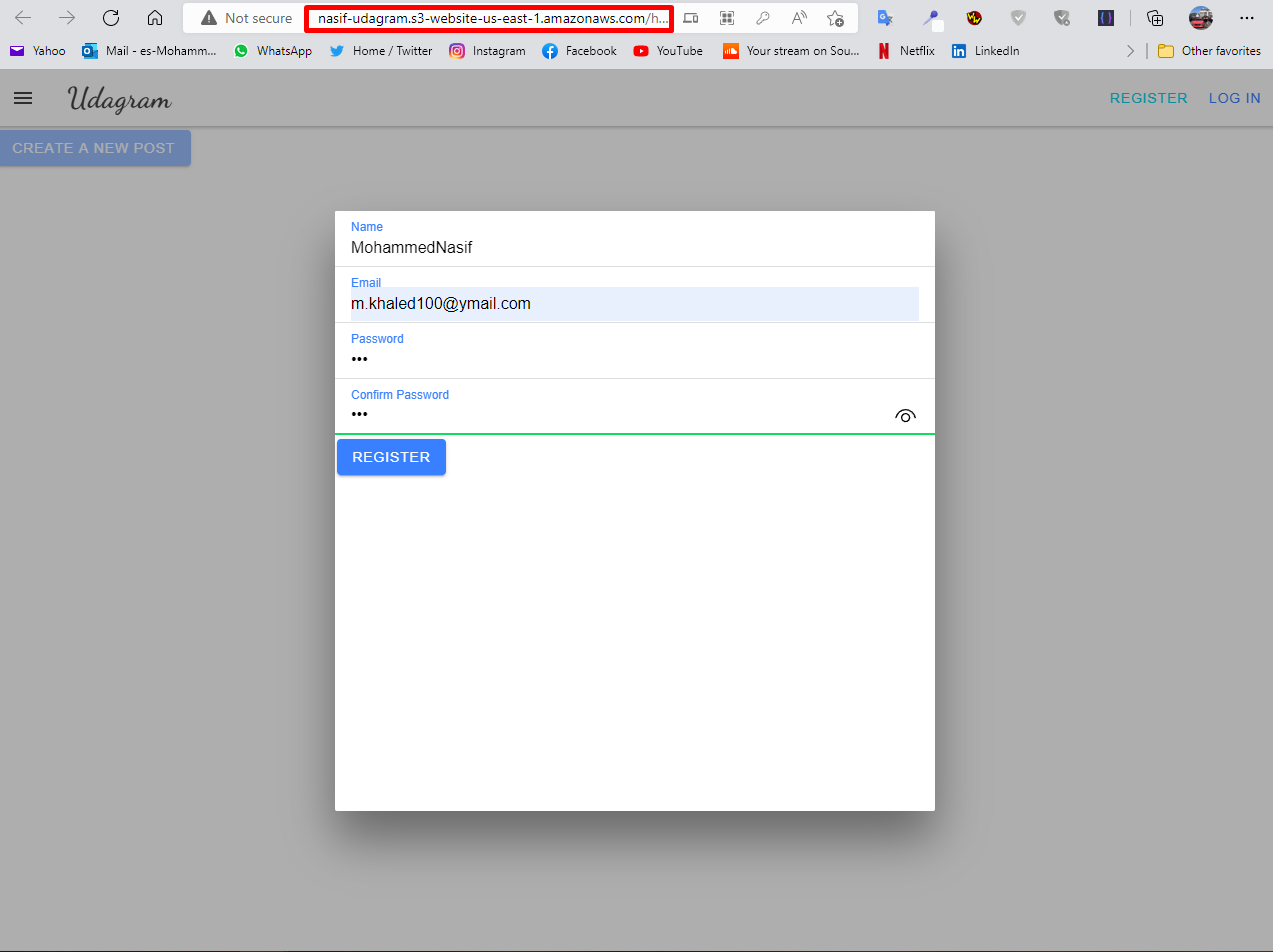 Not secure nasif-udagram.s3-website-us-east-1.amazonaws.com/h...
Yahoo Mail - es-Mohamm... WhatsApp Home / Twitter Instagram Facebook YouTube Your stream on Sou... Netflix LinkedIn Other favorites
Udagram REGISTER LOG IN
CREATE A NEW POST
Name
MohammedNasif
Email
m.khaled100@ymail.com
Password
•••
Confirm Password
•••
REGISTER